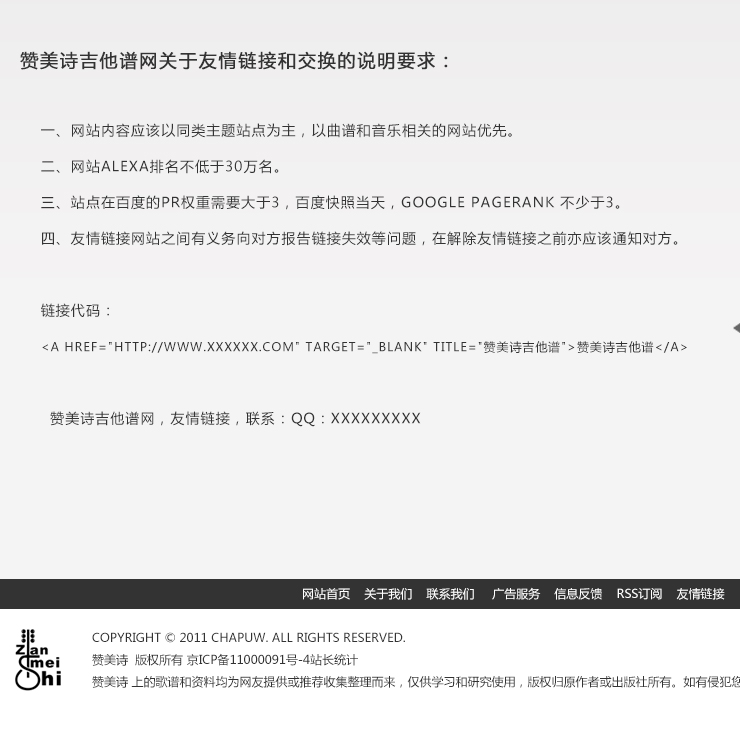 赞美诗吉他谱网关于友情链接和交换的说明要求：
一、网站内容应该以同类主题站点为主，以曲谱和音乐相关的网站优先。
二、网站ALEXA排名不低于30万名。
三、站点在百度的PR权重需要大于3，百度快照当天，GOOGLE PAGERANK 不少于3。
四、友情链接网站之间有义务向对方报告链接失效等问题，在解除友情链接之前亦应该通知对方。
链接代码：
<A HREF="HTTP://WWW.XXXXXX.COM" TARGET="_BLANK" TITLE="赞美诗吉他谱">赞美诗吉他谱</A>
赞美诗吉他谱网，友情链接，联系：QQ：XXXXXXXXX
网站首页 关于我们 联系我们 广告服务 信息反馈 RSS订阅 友情链接
Zan
mei
Shi
COPYRIGHT © 2011 CHAPUW. ALL RIGHTS RESERVED.
赞美诗 版权所有 京ICP备11000091号-4站长统计
赞美诗 上的歌谱和资料均为网友提供或推荐收集整理而来，仅供学习和研究使用，版权归原作者或出版社所有。如有侵犯您